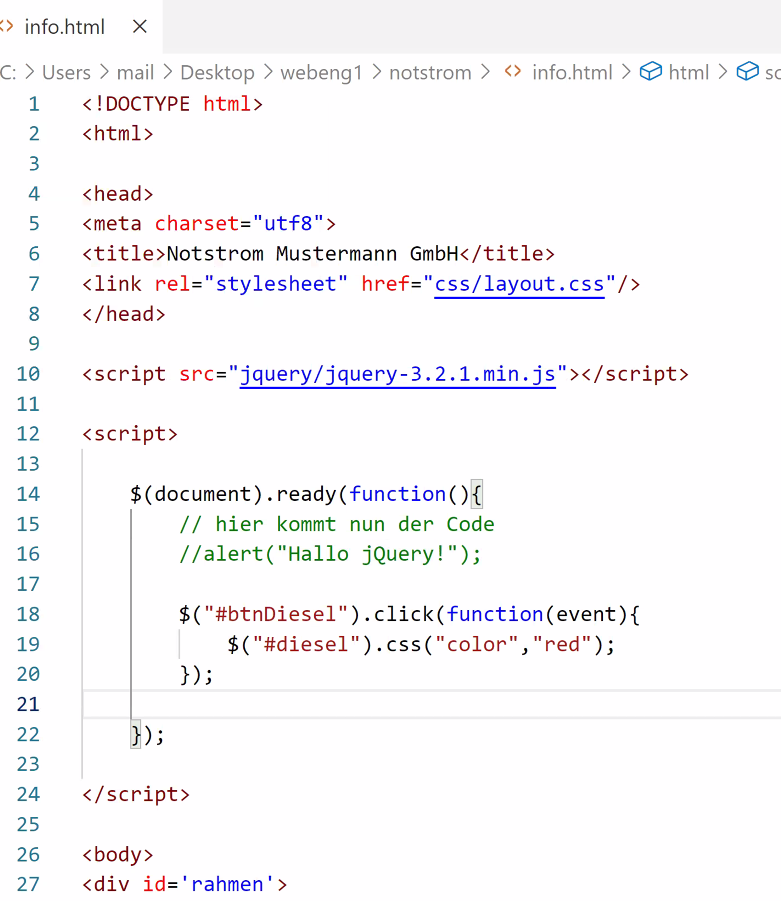 info.html
C: > Users > mail > Desktop > webeng1 > notstrom > <> info.html > html >
1 <!DOCTYPE html>
2 <html>
3
4 <head>
5 <meta charset="utf8">
6 <title>Notstrom Mustermann GmbH</title>
7 <link rel="stylesheet" href="css/layout.css"/>
8 </head>
9
10 <script src="jquery/jquery-3.2.1.min.js"></script>
11
12 <script>
13
14 $(document).ready(function(){
15 // hier kommt nun der Code
16 //alert("Hallo jQuery!");
17
18 $("#btnDiesel").click(function(event){
19 $("#diesel").css("color","red");
20 });
21
22 });
23
24 </script>
25
26 <body>
27 <div id='rahmen'>